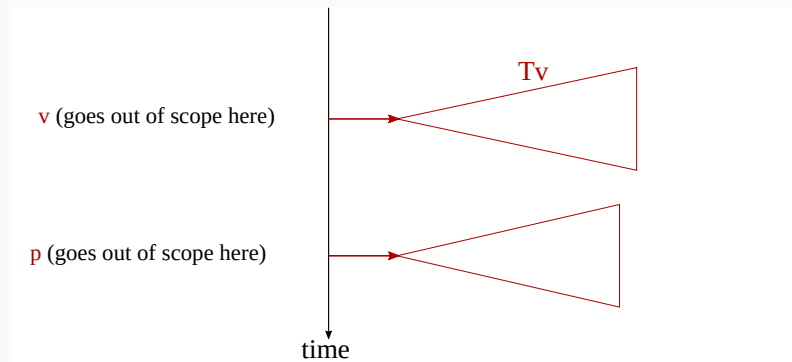 Tv
v (goes out of scope here)
p (goes out of scope here)
time